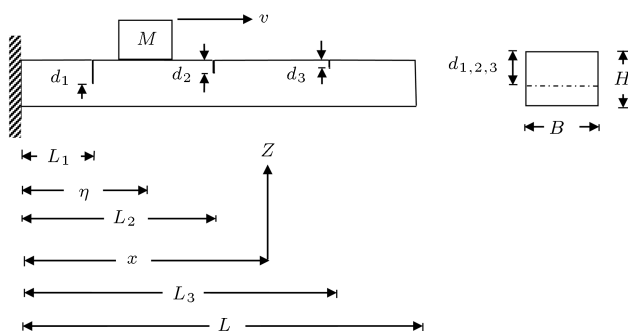 M
v
d₁
d₂
d₃
d₁,₂,₃
H
B
L₁
η
Z
L₂
x
L₃
L